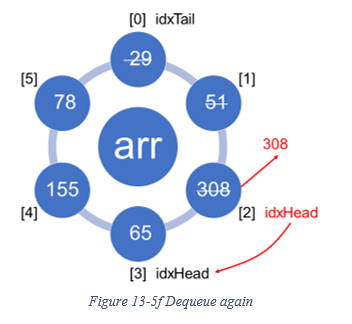 [0] idxTail
29
[5]
[1]
78
51
arr
308
155
308
[4]
[2] idxHead
65
[3] idxHead
Figure 13-5f Dequeue again